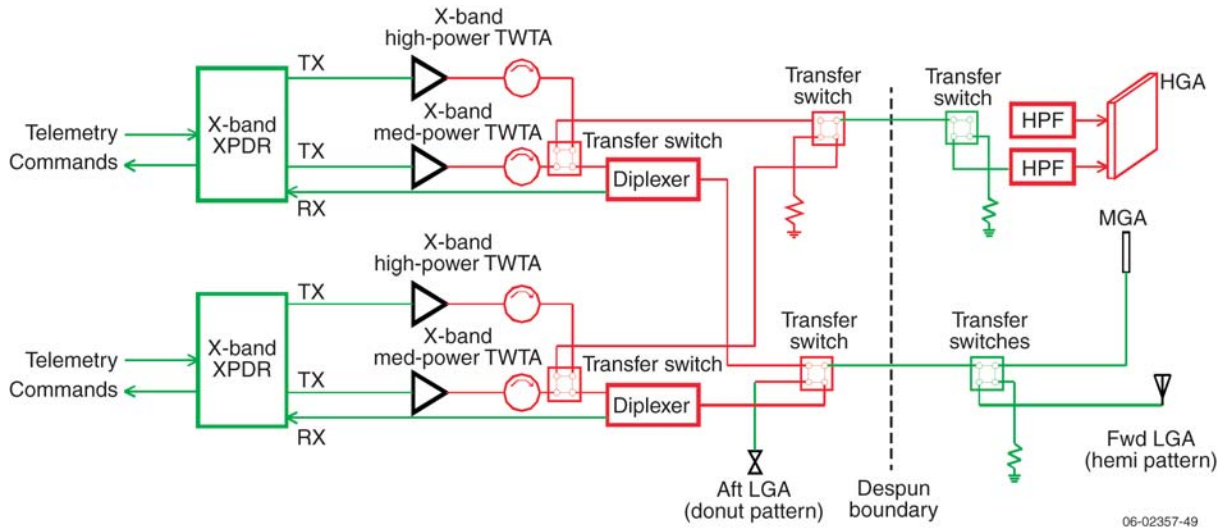 X-band
high-power TWTA
TX
Transfer
switch
Transfer
switch
HGA
HPF
X-band
XPDR
X-band
med-power TWTA
Telemetry
Commands
TX
Transfer switch
Diplexer
HPF
RX
MGA
X-band
high-power TWTA
TX
Transfer
switch
Transfer
switches
X-band
XPDR
X-band
med-power TWTA
Telemetry
Commands
TX
Transfer switch
Diplexer
RX
Aft LGA
(donut pattern)
Despun
boundary
Fwd LGA
(hemi pattern)
06-02357-49